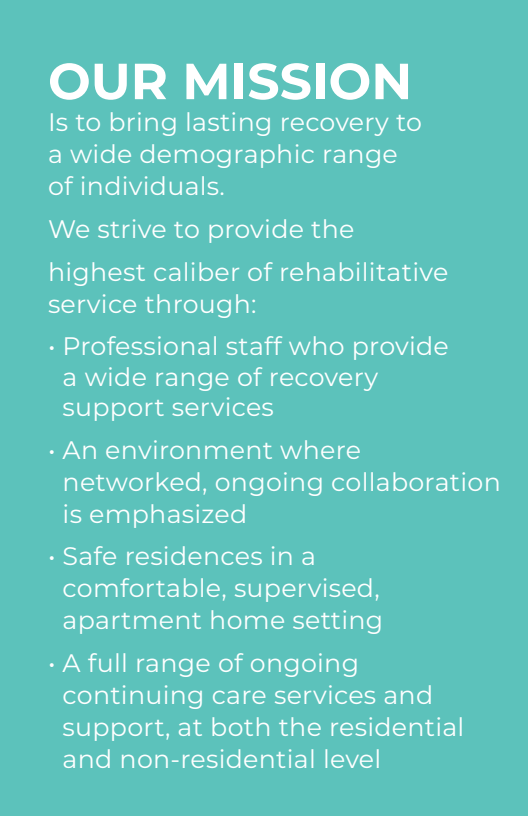 OUR MISSION
Is to bring lasting recovery to
a wide demographic range
of individuals.
We strive to provide the
highest caliber of rehabilitative
service through:
• Professional staff who provide
a wide range of recovery
support services
• An environment where
networked, ongoing collaboration
is emphasized
• Safe residences in a
comfortable, supervised,
apartment home setting
• A full range of ongoing
continuing care services and
support, at both the residential
and non-residential level